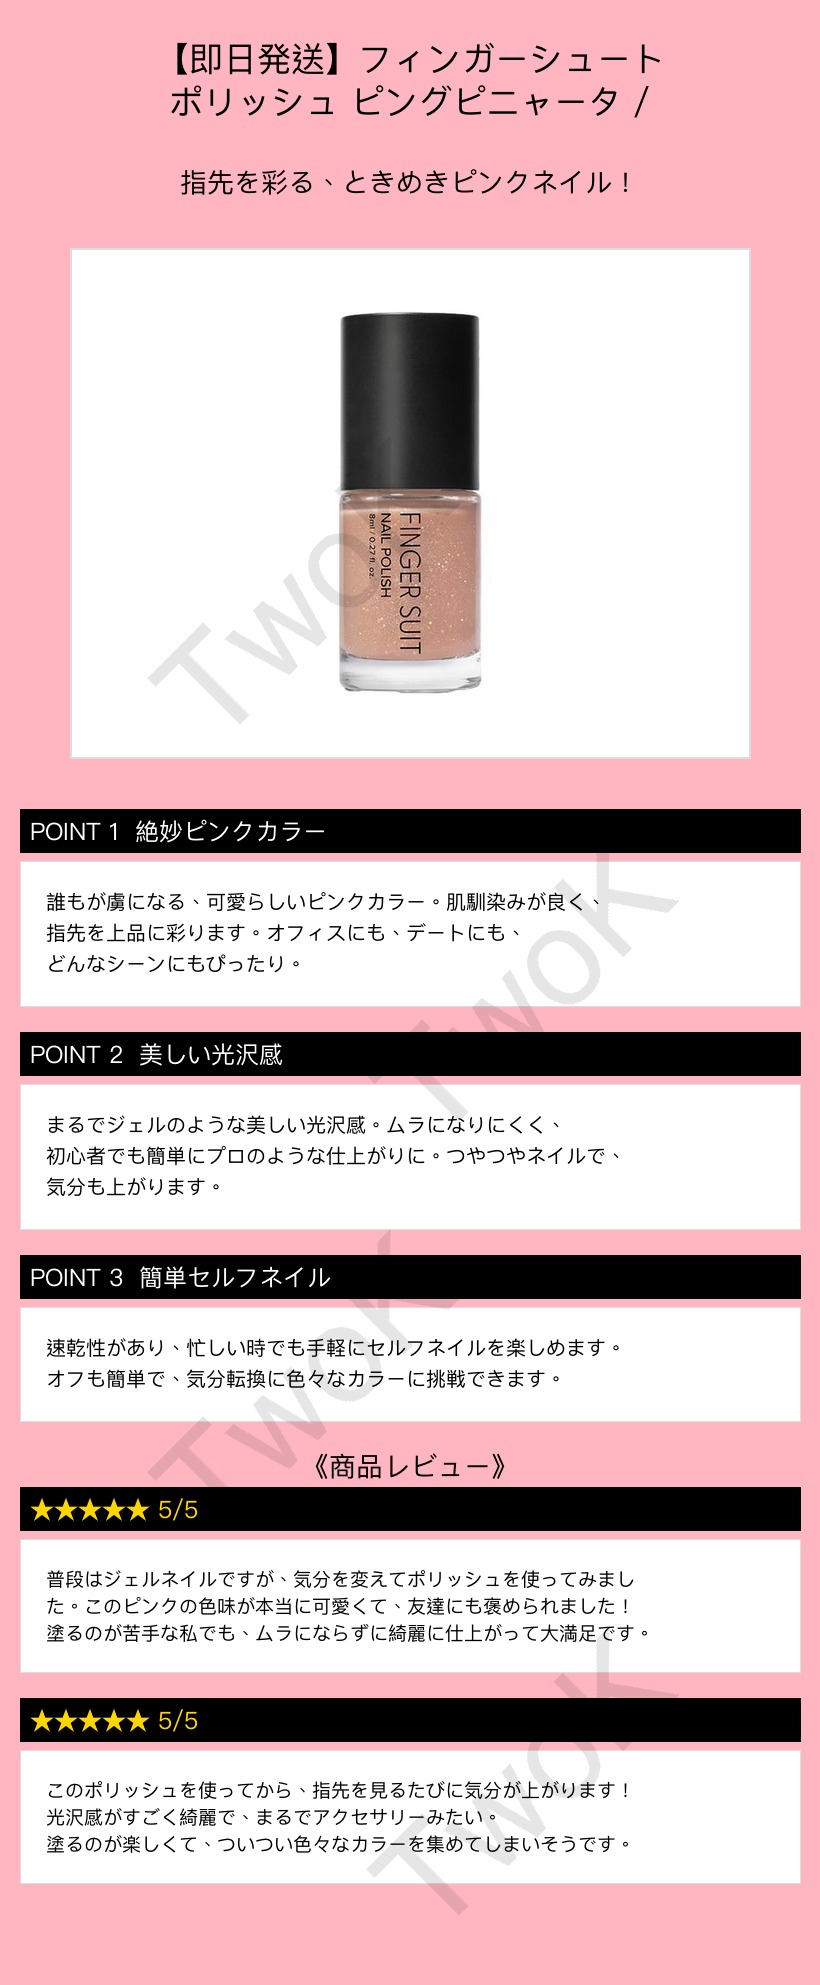 【即日発送】フィンガーシュート
ポリッシュ ピングピニャータ /
指先を彩る、ときめきピンクネイル！
FINGER SUIT
NAIL POLISH
8ml / 0.27 fl. oz.
TwoK
POINT 1 絶妙ピンクカラー
誰もが虜になる、可愛らしいピンクカラー。肌馴染みが良く、
指先を上品に彩ります。オフィスにも、デートにも、
どんなシーンにもぴったり。
TwoK
POINT 2 美しい光沢感
まるでジェルのような美しい光沢感。ムラになりにくく、
初心者でも簡単にプロのような仕上がりに。つやつやネイルで、
気分も上がります。
POINT 3 簡単セルフネイル
速乾性があり、忙しい時でも手軽にセルフネイルを楽しめます。
オフも簡単で、気分転換に色々なカラーに挑戦できます。
TwoK
《商品レビュー》
★★★★★ 5/5
普段はジェルネイルですが、気分を変えてポリッシュを使ってみまし
た。このピンクの色味が本当に可愛くて、友達にも褒められました！
塗るのが苦手な私でも、ムラにならずに綺麗に仕上がって大満足です。
★★★★★ 5/5
このポリッシュを使ってから、指先を見るたびに気分が上がります！
光沢感がすごく綺麗で、まるでアクセサリーみたい。
塗るのが楽しくて、ついつい色々なカラーを集めてしまいそうです。
TwoK